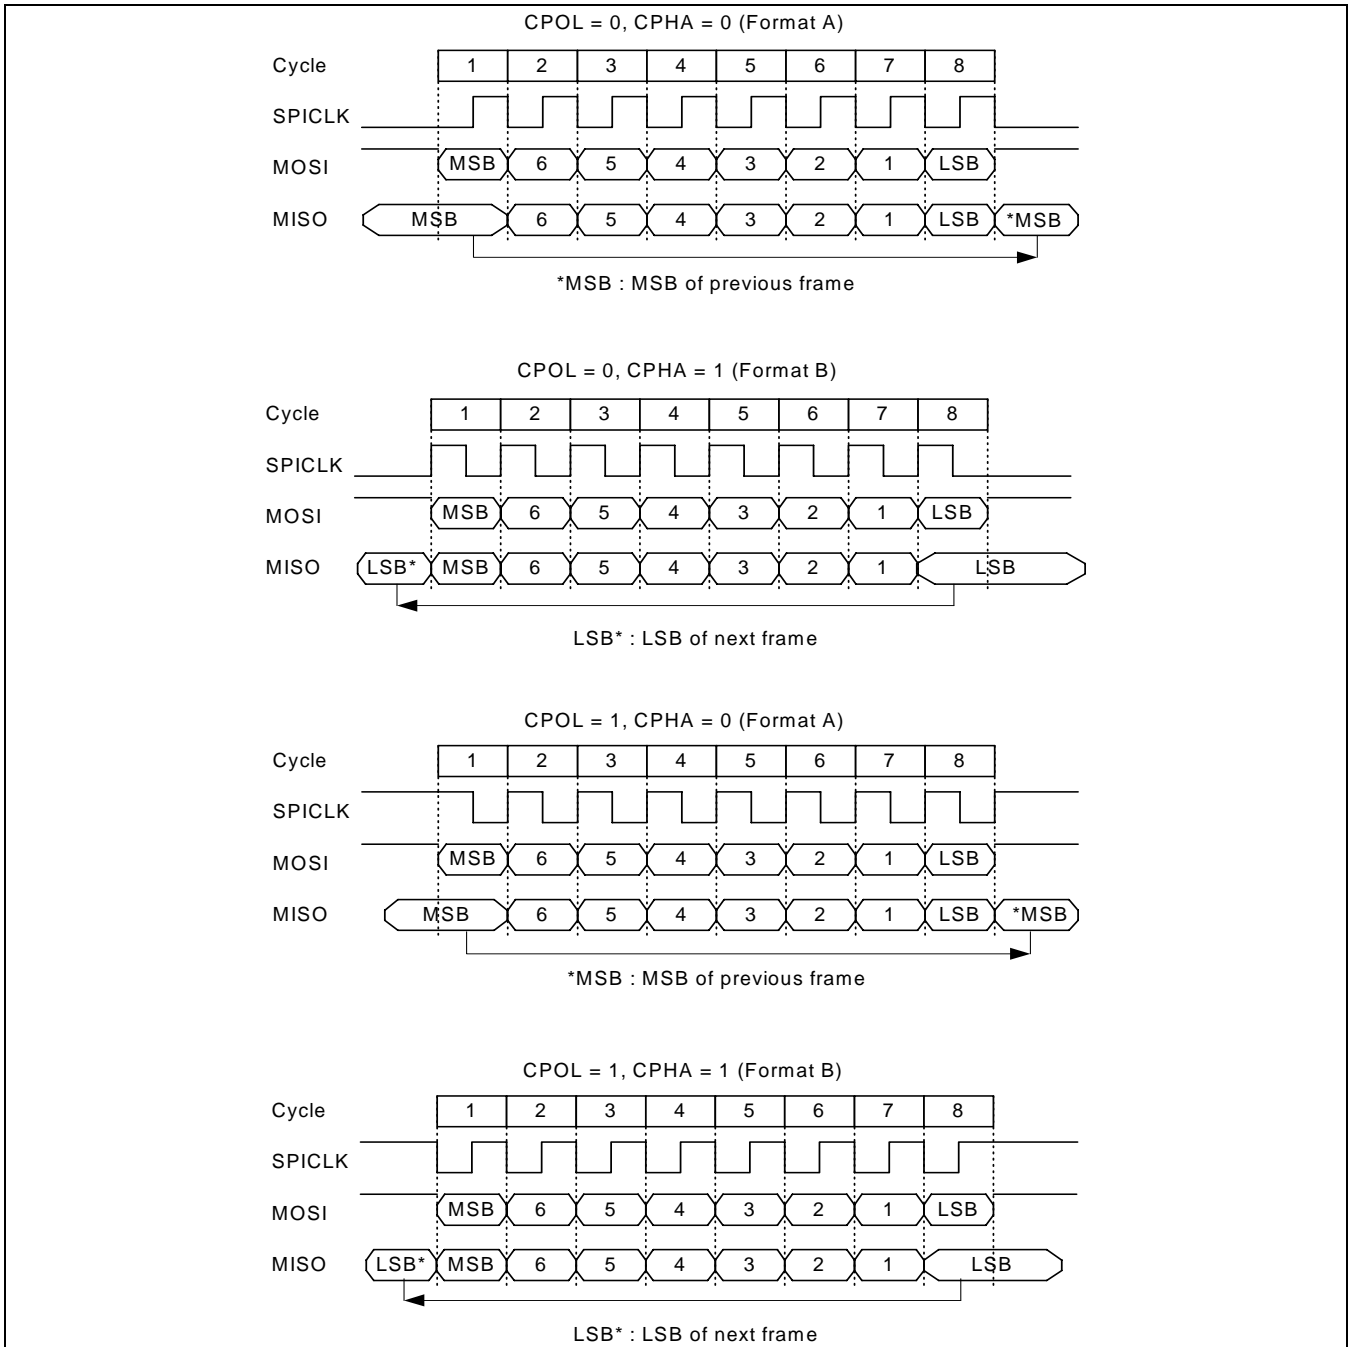 CPOL = 0, CPHA = 0 (Format A)
Cycle 1 2 3 4 5 6 7 8
SPICLK
MOSI MSB 6 5 4 3 2 1 LSB
MISO MSB 6 5 4 3 2 1 LSB *MSB
*MSB : MSB of previous frame
CPOL = 0, CPHA = 1 (Format B)
Cycle 1 2 3 4 5 6 7 8
SPICLK
MOSI MSB 6 5 4 3 2 1 LSB
MISO LSB* MSB 6 5 4 3 2 1 LSB
LSB* : LSB of next frame
CPOL = 1, CPHA = 0 (Format A)
Cycle 1 2 3 4 5 6 7 8
SPICLK
MOSI MSB 6 5 4 3 2 1 LSB
MISO MSB 6 5 4 3 2 1 LSB *MSB
*MSB : MSB of previous frame
CPOL = 1, CPHA = 1 (Format B)
Cycle 1 2 3 4 5 6 7 8
SPICLK
MOSI MSB 6 5 4 3 2 1 LSB
MISO LSB* MSB 6 5 4 3 2 1 LSB
LSB* : LSB of next frame